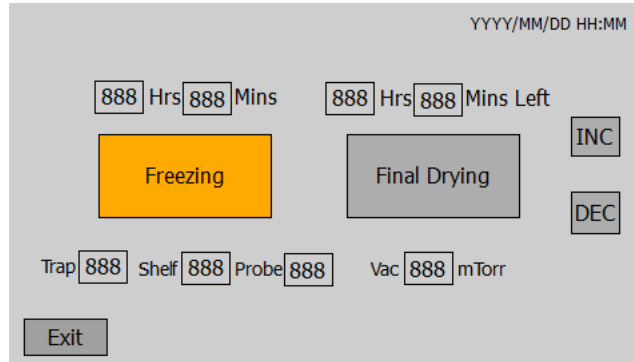 YYYY/MM/DD HH:MM
888 Hrs 888 Mins 888 Hrs 888 Mins Left
INC
Freezing Final Drying
DEC
Trap 888 Shelf 888 Probe 888 Vac 888 mTorr
Exit